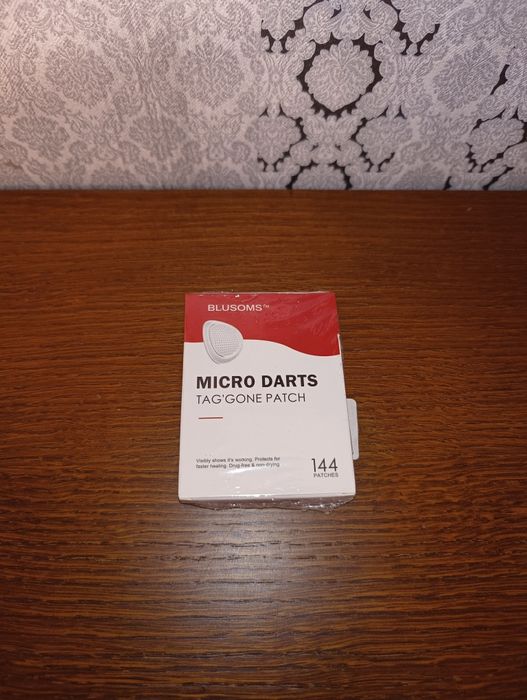 BLUSOMS™
MICRO DARTS
TAG'GONE PATCH
Visibly shows it's working. Protects for
faster healing. Drug-free & non-drying
144
PATCHES